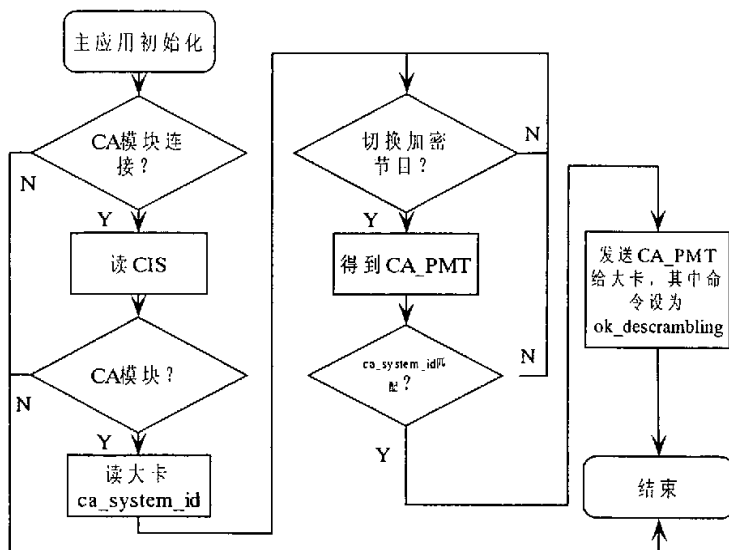 主应用初始化
CA模块连
接?
N
Y
读CIS
CA模块?
N
Y
读大卡
ca_system_id
切换加密
节目?
N
Y
得到CA_PMT
ca_system_id匹
配?
N
Y
发送CA_PMT
给大卡，其中命
令设为
ok_descrambling
结束